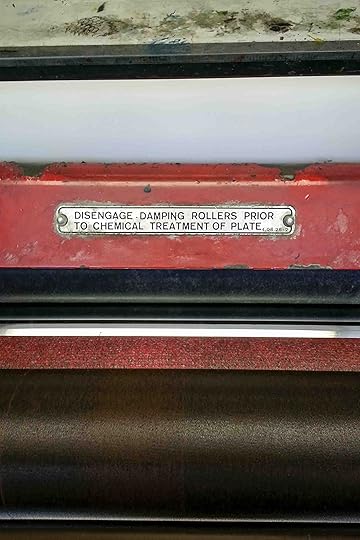 DISENGAGE DAMPING ROLLERS PRIOR
TO CHEMICAL TREATMENT OF PLATE.